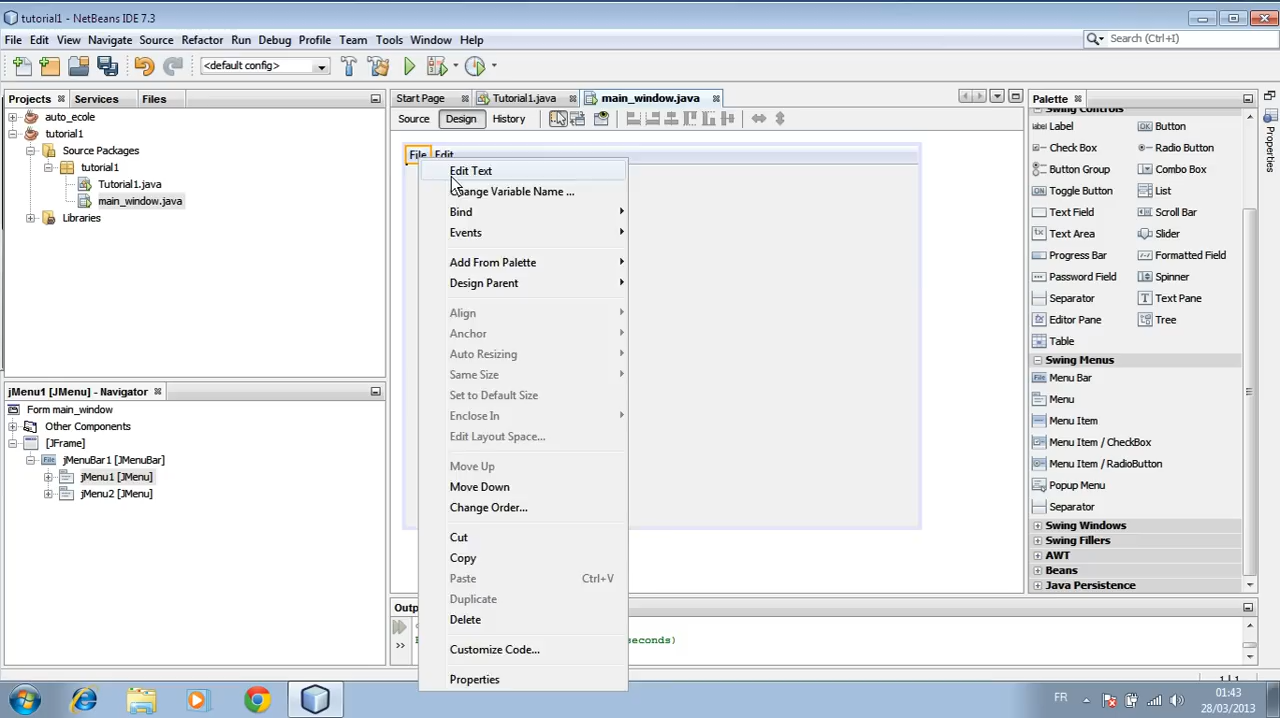 tutorial1 - NetBeans IDE 7.3
File Edit View Navigate Source Refactor Run Debug Profile Team Tools Window Help
Search (Ctrl+I)
<default config>
Projects Services Files
auto_ecole
tutorial1
Source Packages
tutorial1
Tutorial1.java
main_window.java
Libraries
jMenu1 [JMenu] - Navigator
Form main_window
Other Components
[JFrame]
jMenuBar1 [JMenuBar]
jMenu1 [JMenu]
jMenu2 [JMenu]
Start Page Tutorial1.java main_window.java
Source Design History
File Edit
Edit Text
Change Variable Name ...
Bind
Events
Add From Palette
Design Parent
Align
Anchor
Auto Resizing
Same Size
Set to Default Size
Enclose In
Edit Layout Space...
Move Up
Move Down
Change Order...
Cut
Copy
Paste Ctrl+V
Duplicate
Delete
Customize Code...
Properties
Outp
seconds)
Palette
Swing Controls
Label Button
Check Box Radio Button
Button Group Combo Box
Toggle Button List
Text Field Scroll Bar
Text Area Slider
Progress Bar Formatted Field
Password Field Spinner
Separator Text Pane
Editor Pane Tree
Table
Swing Menus
Menu Bar
Menu
Menu Item
Menu Item / CheckBox
Menu Item / RadioButton
Popup Menu
Separator
Swing Windows
Swing Fillers
AWT
Beans
Java Persistence
Properties
1/1
FR
01:43
28/03/2013